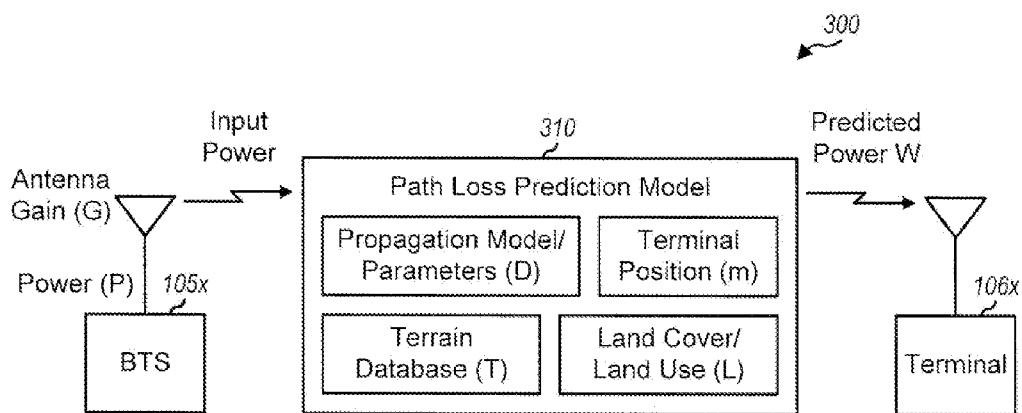 300
Input
Power
310
Predicted
Power W
Antenna
Gain (G)
Path Loss Prediction Model
Propagation Model/
Parameters (D)
Terminal
Position (m)
Power (P)
105x
106x
Terrain
Database (T)
Land Cover/
Land Use (L)
BTS
Terminal